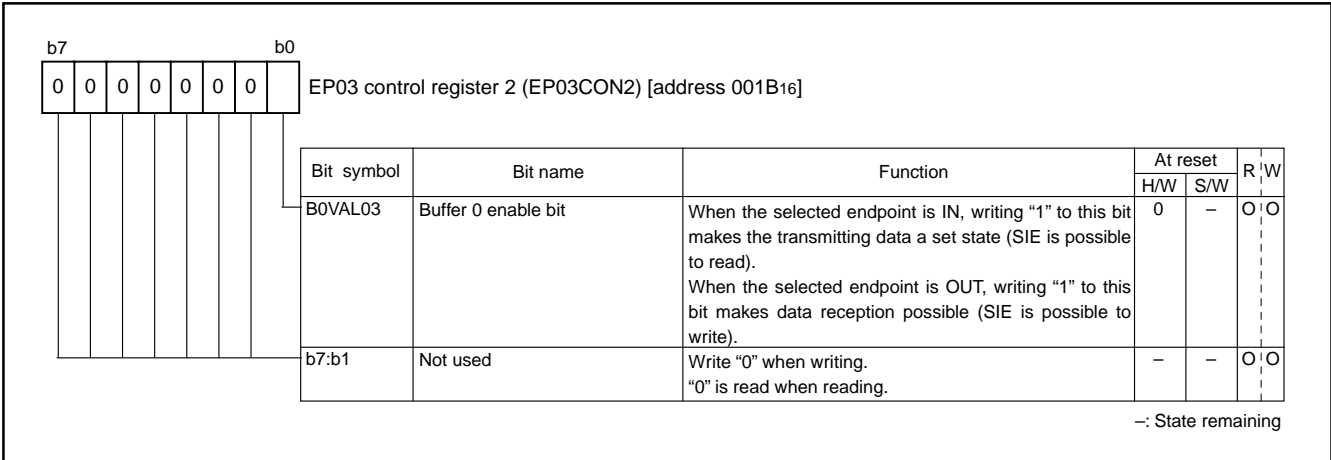 b7 b0
0 0 0 0 0 0 0 EP03 control register 2 (EP03CON2) [address 001B16]
Bit symbol Bit name Function At reset R W
H/W S/W
B0VAL03 Buffer 0 enable bit When the selected endpoint is IN, writing “1” to this bit 0 – O O
makes the transmitting data a set state (SIE is possible
to read).
When the selected endpoint is OUT, writing “1” to this
bit makes data reception possible (SIE is possible to
write).
b7:b1 Not used Write “0” when writing. – – O O
“0” is read when reading.
–: State remaining